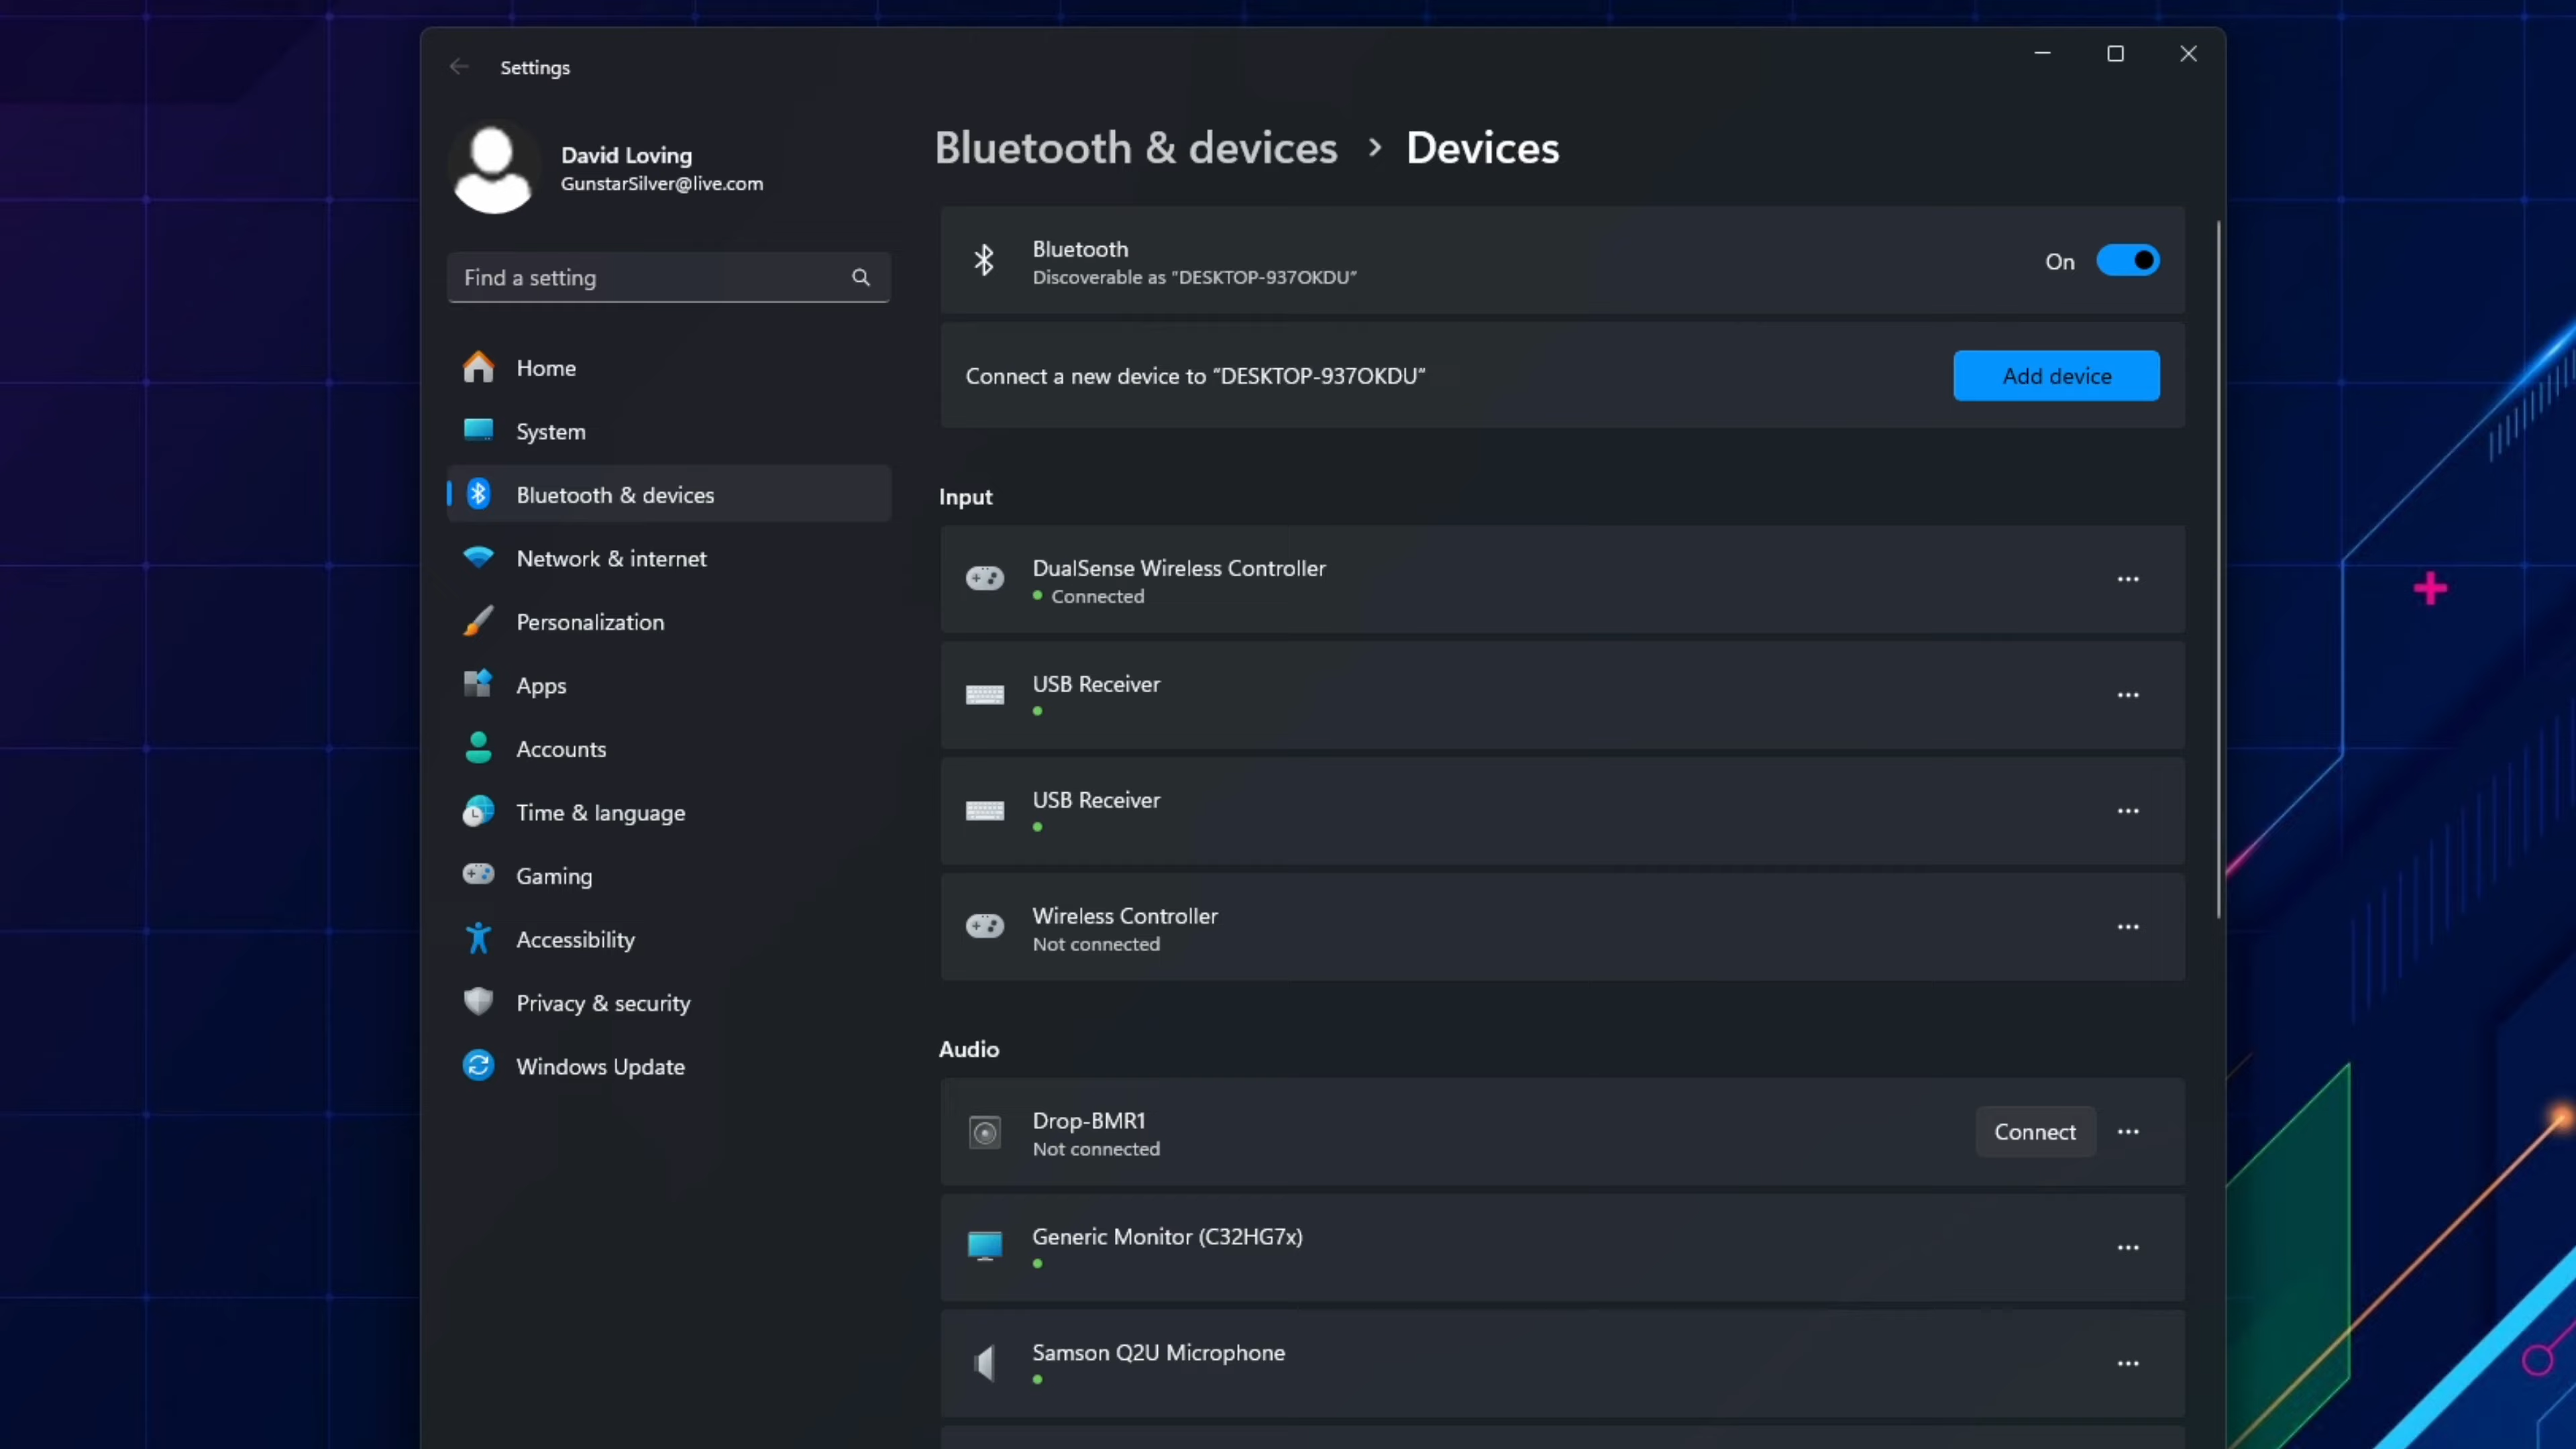 Settings
David Loving
GunstarSilver@live.com
Find a setting
Home
System
Bluetooth & devices
Network & internet
Personalization
Apps
Accounts
Time & language
Gaming
Accessibility
Privacy & security
Windows Update
Bluetooth & devices > Devices
Bluetooth
Discoverable as "DESKTOP-937OKDU"
On
Connect a new device to "DESKTOP-937OKDU"
Add device
Input
DualSense Wireless Controller
Connected
USB Receiver
USB Receiver
Wireless Controller
Not connected
Audio
Drop-BMR1
Not connected
Connect
Generic Monitor (C32HG7x)
Samson Q2U Microphone